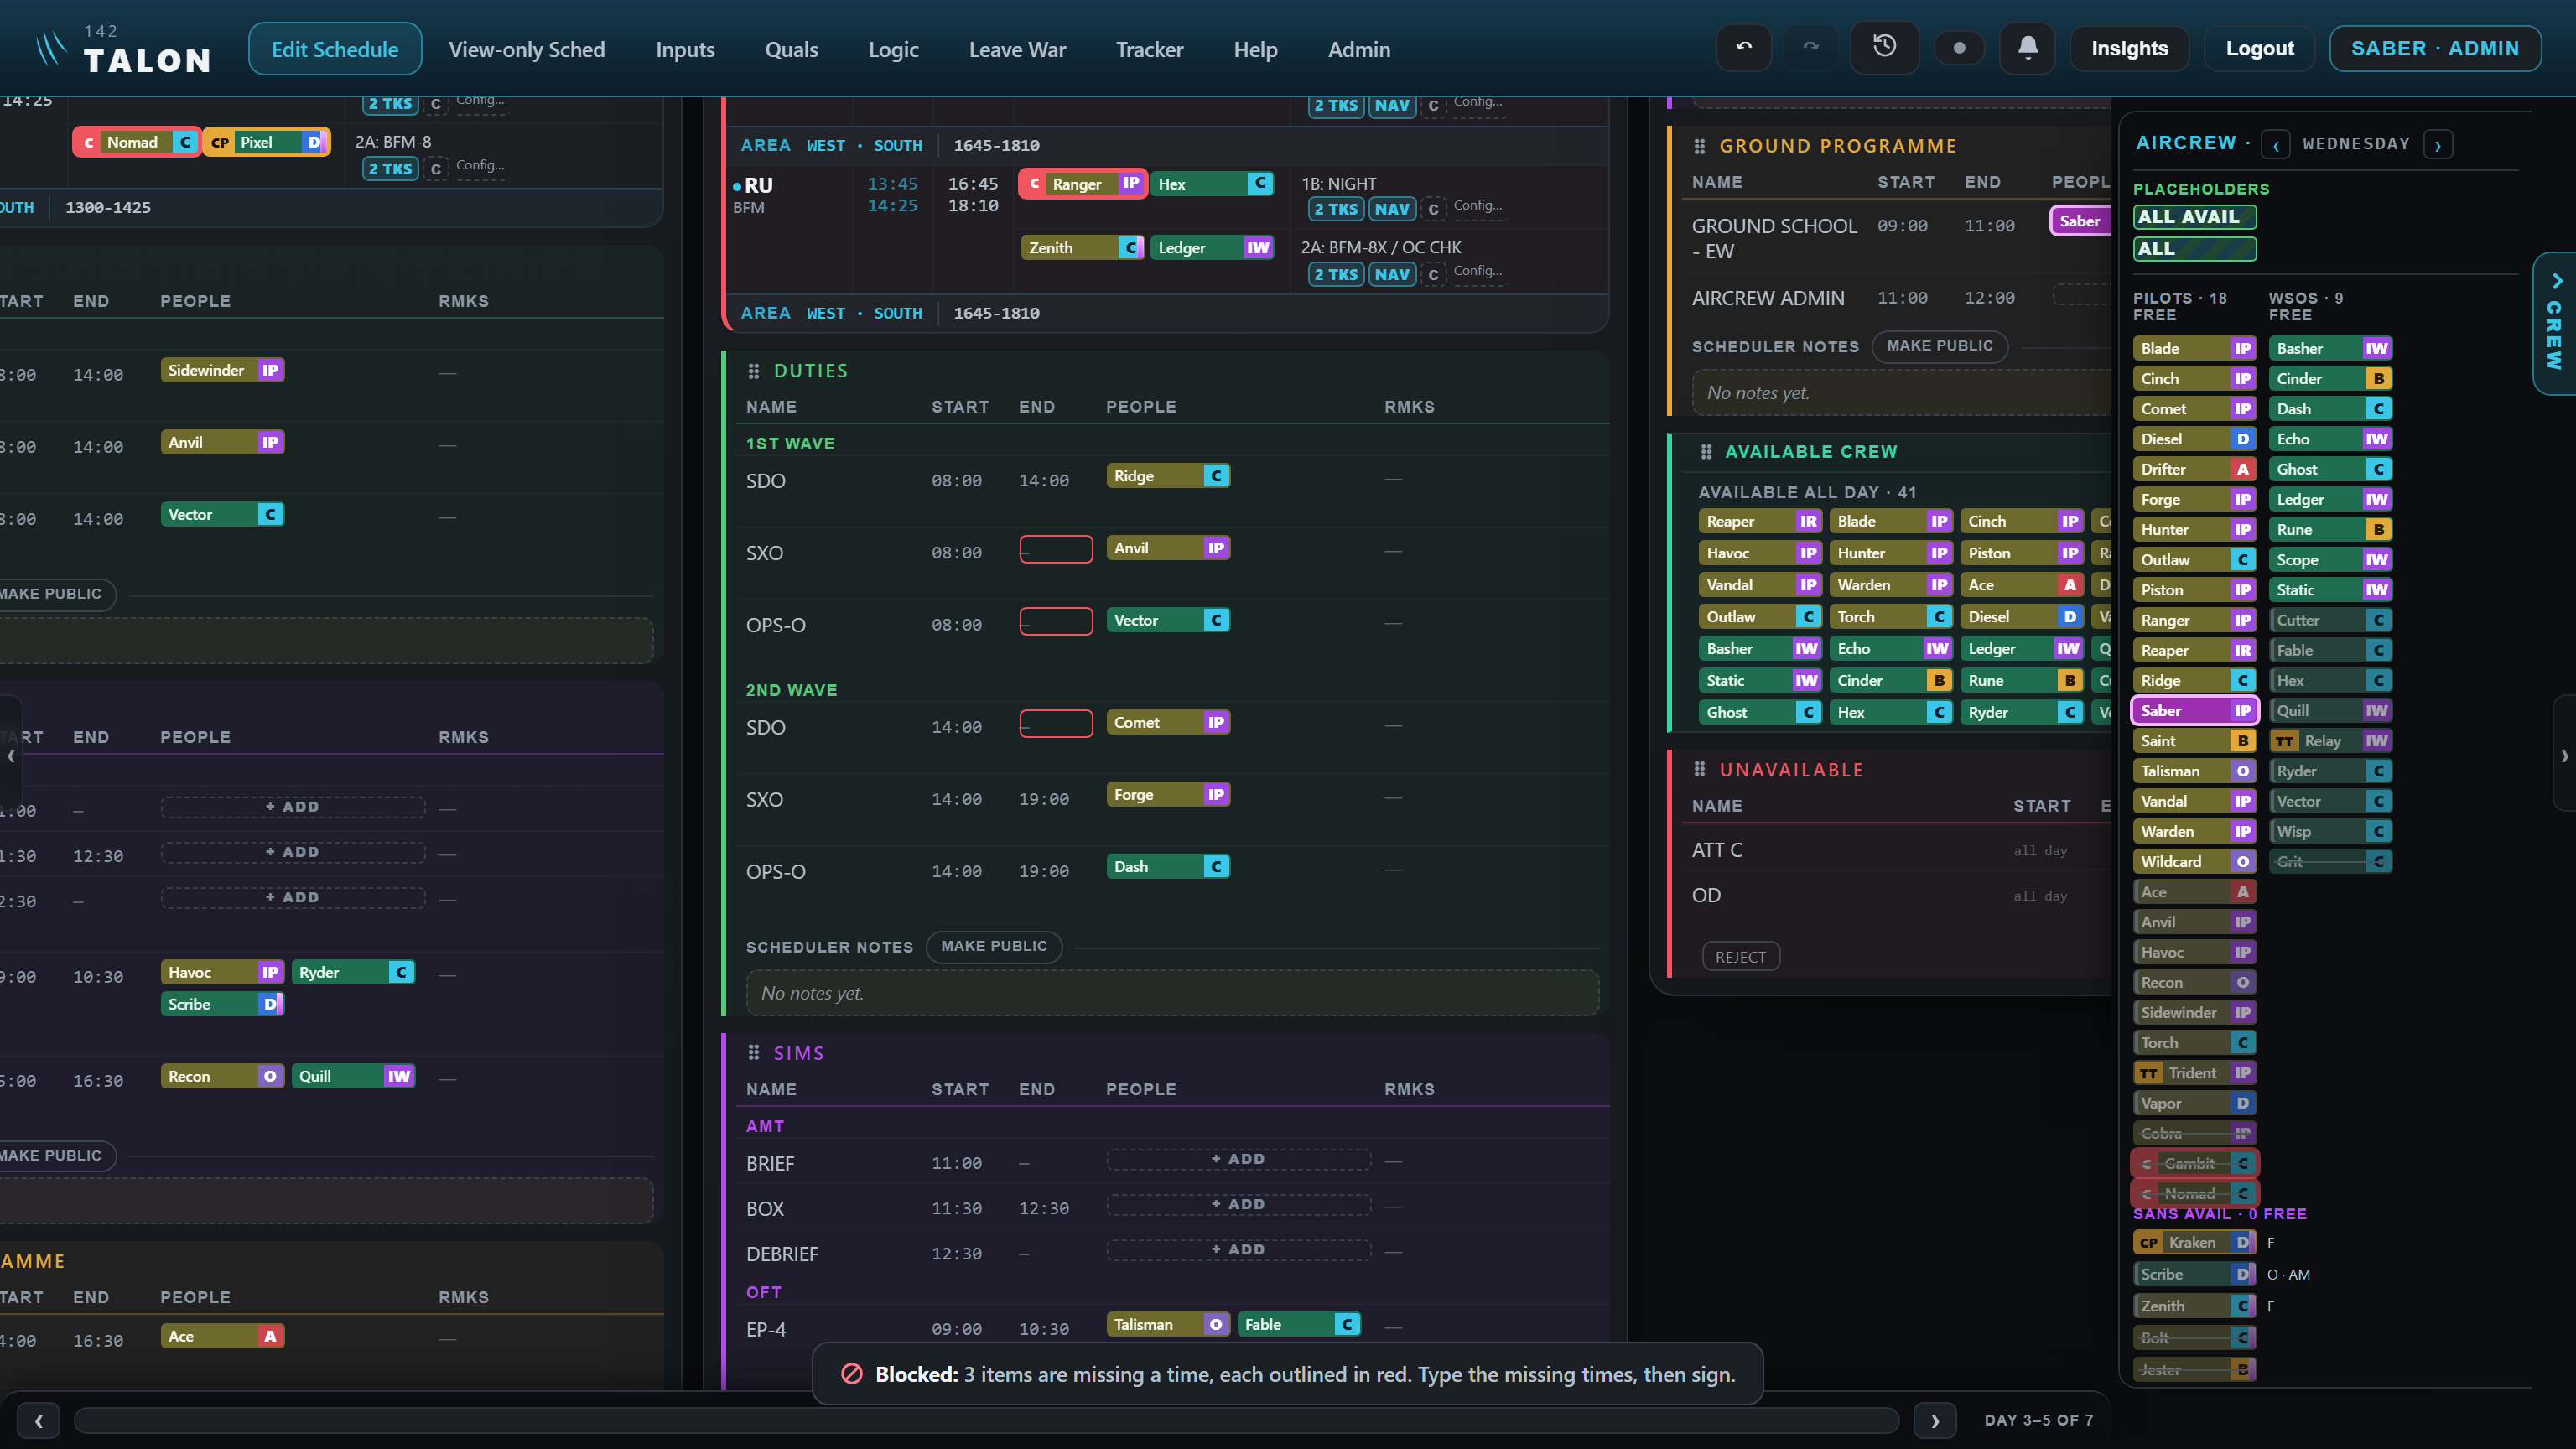 142
TALON
Edit Schedule
View-only Sched
Inputs
Quals
Logic
Leave War
Tracker
Help
Admin
Insights
Logout
SABER · ADMIN
14:25
2 TKS C Config...
C Nomad C CP Pixel D
2A: BFM-8
2 TKS C Config...
OUTH 1300-1425
TART END PEOPLE RMKS
8:00 14:00 Sidewinder IP —
8:00 14:00 Anvil IP —
8:00 14:00 Vector C —
MAKE PUBLIC
TART END PEOPLE RMKS
1:00 – + ADD —
1:30 12:30 + ADD —
2:30 – + ADD —
9:00 10:30 Havoc IP Ryder C —
Scribe D
5:00 16:30 Recon O Quill IW —
MAKE PUBLIC
AMME
TART END PEOPLE RMKS
4:00 16:30 Ace A —
2 TKS NAV C Config...
AREA WEST · SOUTH 1645-1810
RU 13:45 16:45 C Ranger IP Hex C 1B: NIGHT
BFM 14:25 18:10 2 TKS NAV C Config...
Zenith C Ledger IW 2A: BFM-8X / OC CHK
2 TKS NAV C Config...
AREA WEST · SOUTH 1645-1810
DUTIES
NAME START END PEOPLE RMKS
1ST WAVE
SDO 08:00 14:00 Ridge C —
SXO 08:00 – Anvil IP —
OPS-O 08:00 – Vector C —
2ND WAVE
SDO 14:00 – Comet IP —
SXO 14:00 19:00 Forge IP —
OPS-O 14:00 19:00 Dash C —
SCHEDULER NOTES MAKE PUBLIC
No notes yet.
SIMS
NAME START END PEOPLE RMKS
AMT
BRIEF 11:00 – + ADD —
BOX 11:30 12:30 + ADD —
DEBRIEF 12:30 – + ADD —
OFT
EP-4 09:00 10:30 Talisman O Fable C —
GROUND PROGRAMME
NAME START END PEOPL
GROUND SCHOOL 09:00 11:00 Saber
- EW
AIRCREW ADMIN 11:00 12:00
SCHEDULER NOTES MAKE PUBLIC
No notes yet.
AVAILABLE CREW
AVAILABLE ALL DAY · 41
Reaper IR Blade IP Cinch IP Co
Havoc IP Hunter IP Piston IP Ra
Vandal IP Warden IP Ace A D
Outlaw C Torch C Diesel D Va
Basher IW Echo IW Ledger IW Q
Static IW Cinder B Rune B Cu
Ghost C Hex C Ryder C Ve
UNAVAILABLE
NAME START E
ATT C all day
OD all day
REJECT
AIRCREW · ‹ WEDNESDAY ›
PLACEHOLDERS
ALL AVAIL
ALL
PILOTS · 18 FREE
Blade IP
Cinch IP
Comet IP
Diesel D
Drifter A
Forge IP
Hunter IP
Outlaw C
Piston IP
Ranger IP
Reaper IR
Ridge C
Saber IP
Saint B
Talisman O
Vandal IP
Warden IP
Wildcard O
Ace A
Anvil IP
Havoc IP
Recon O
Sidewinder IP
Torch C
TT Trident IP
Vapor D
Cobra IP
C Gambit C
C Nomad C
WSOS · 9 FREE
Basher IW
Cinder B
Dash C
Echo IW
Ghost C
Ledger IW
Rune B
Scope IW
Static IW
Cutter C
Fable C
Hex C
Quill IW
TT Relay IW
Ryder C
Vector C
Wisp C
Grit C
SANS AVAIL · 0 FREE
CP Kraken D F
Scribe D O · AM
Zenith C F
Bolt C
Jester B
CREW
Blocked: 3 items are missing a time, each outlined in red. Type the missing times, then sign.
DAY 3–5 OF 7